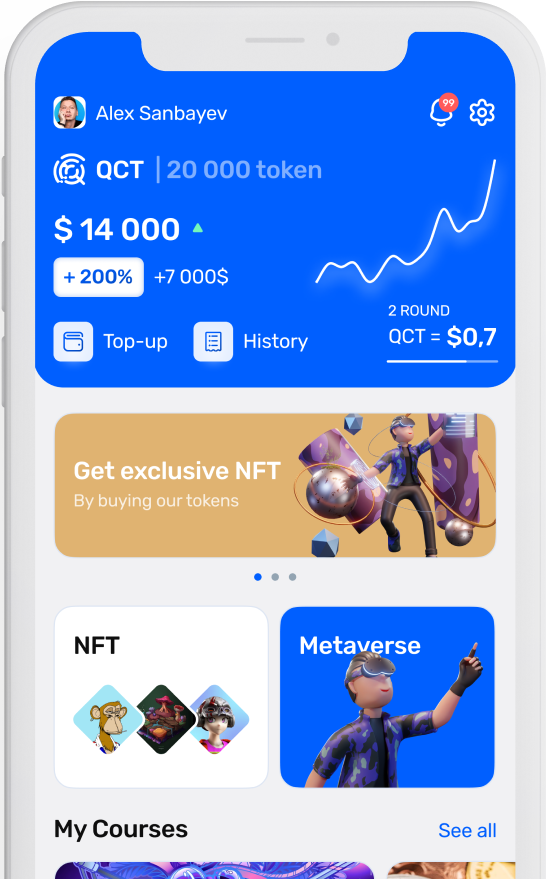 Alex Sanbayev
99
QCT | 20 000 token
$ 14 000
+ 200% +7 000$
2 ROUND
QCT = $0,7
Top-up History
Get exclusive NFT
By buying our tokens
NFT
Metaverse
My Courses See all